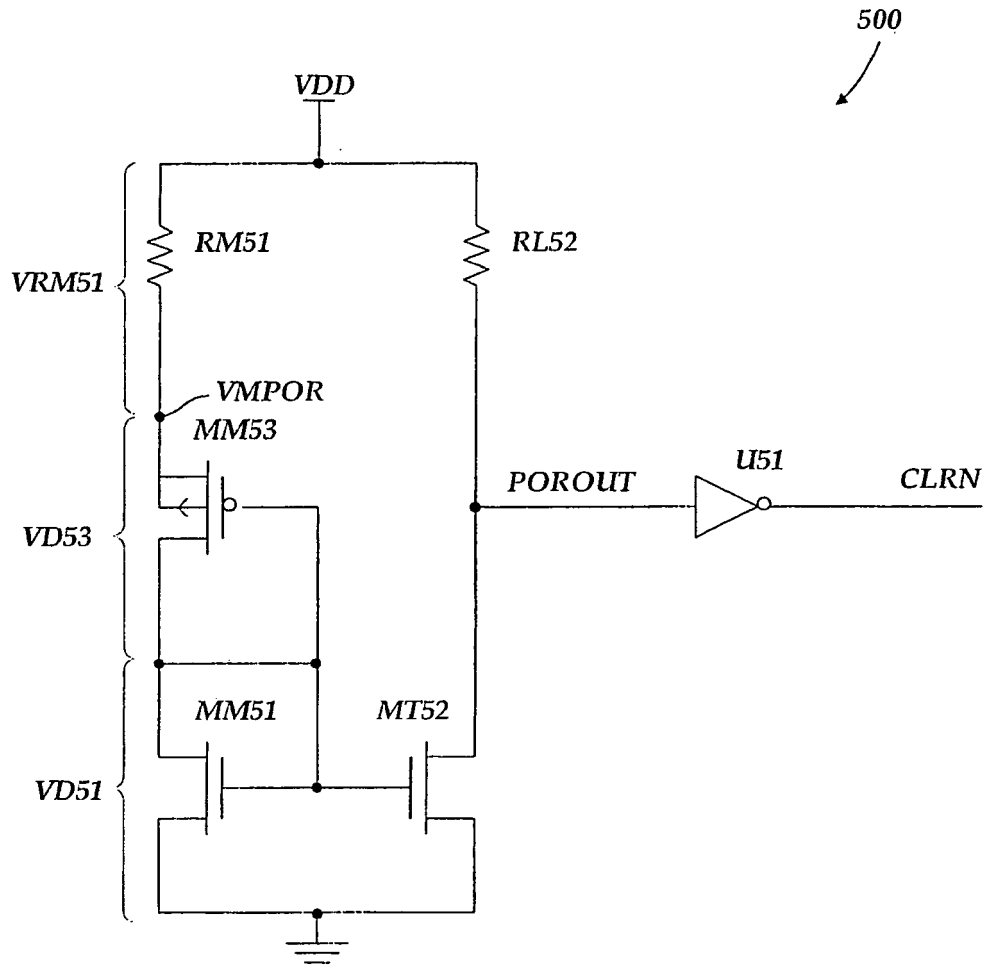 500
VDD
RM51
RL52
VRM51
VMPOR
MM53
U51
POROUT
CLRN
VD53
MM51
MT52
VD51